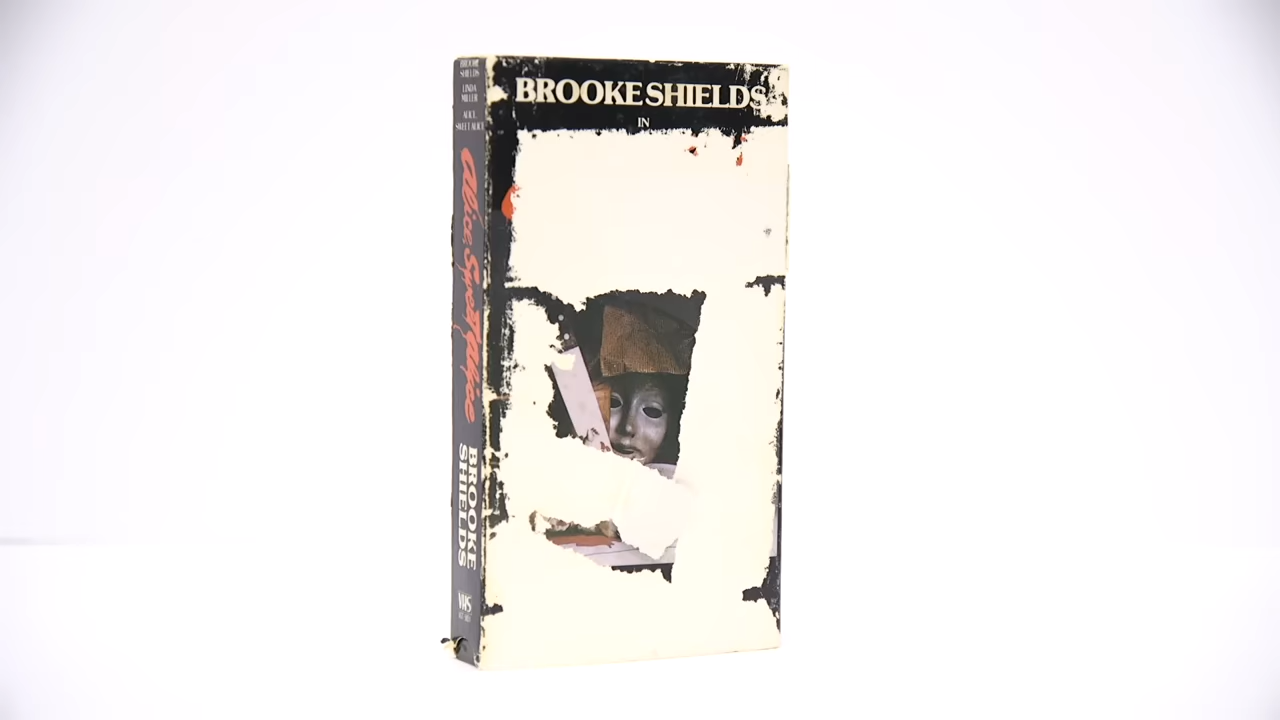 BROOKE SHIELDS
IN
BROOKE
SHIELDS
LINDA
MILLER
ALICE,
SWEET ALICE
Alice, Sweet Alice
BROOKE
SHIELDS
VHS